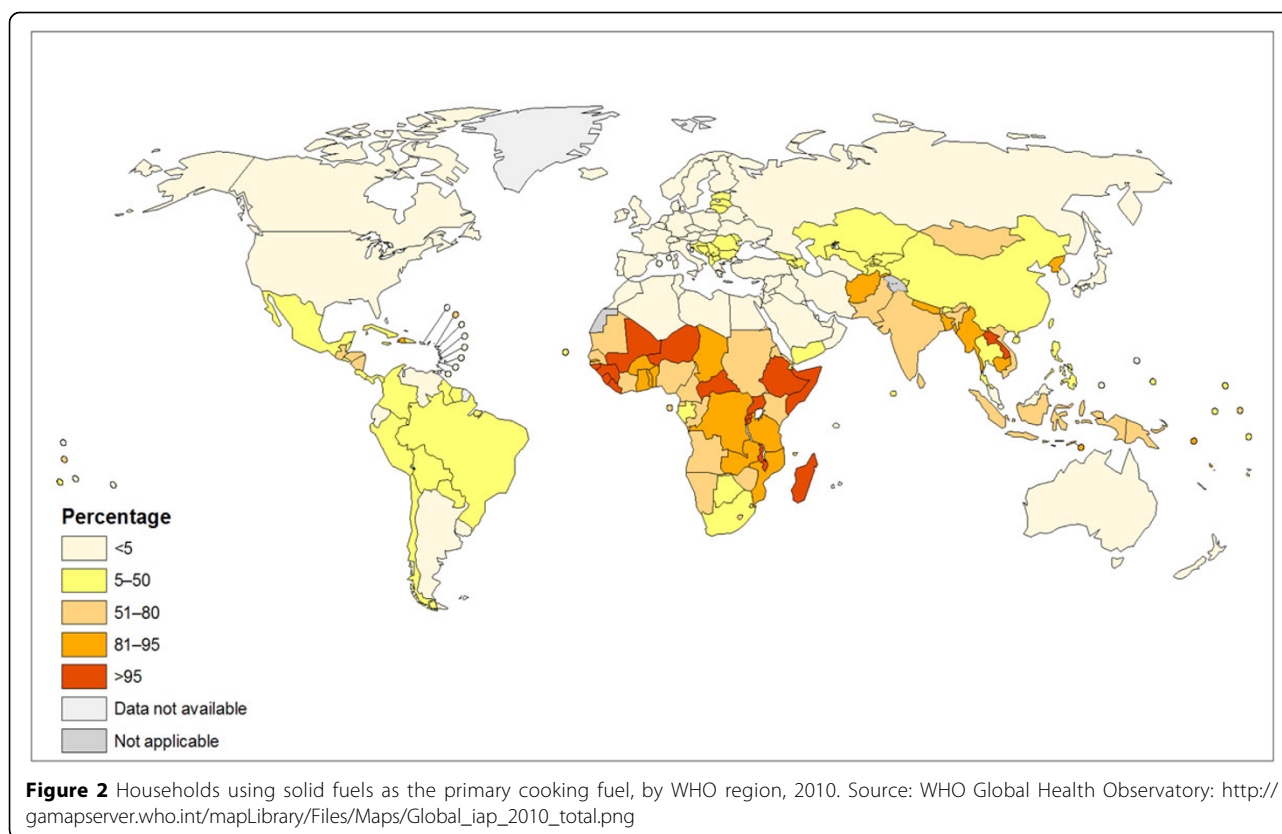 Percentage
<5
5–50
51–80
81–95
>95
Data not available
Not applicable
Figure 2 Households using solid fuels as the primary cooking fuel, by WHO region, 2010. Source: WHO Global Health Observatory: http://
gamapserver.who.int/mapLibrary/Files/Maps/Global_iap_2010_total.png